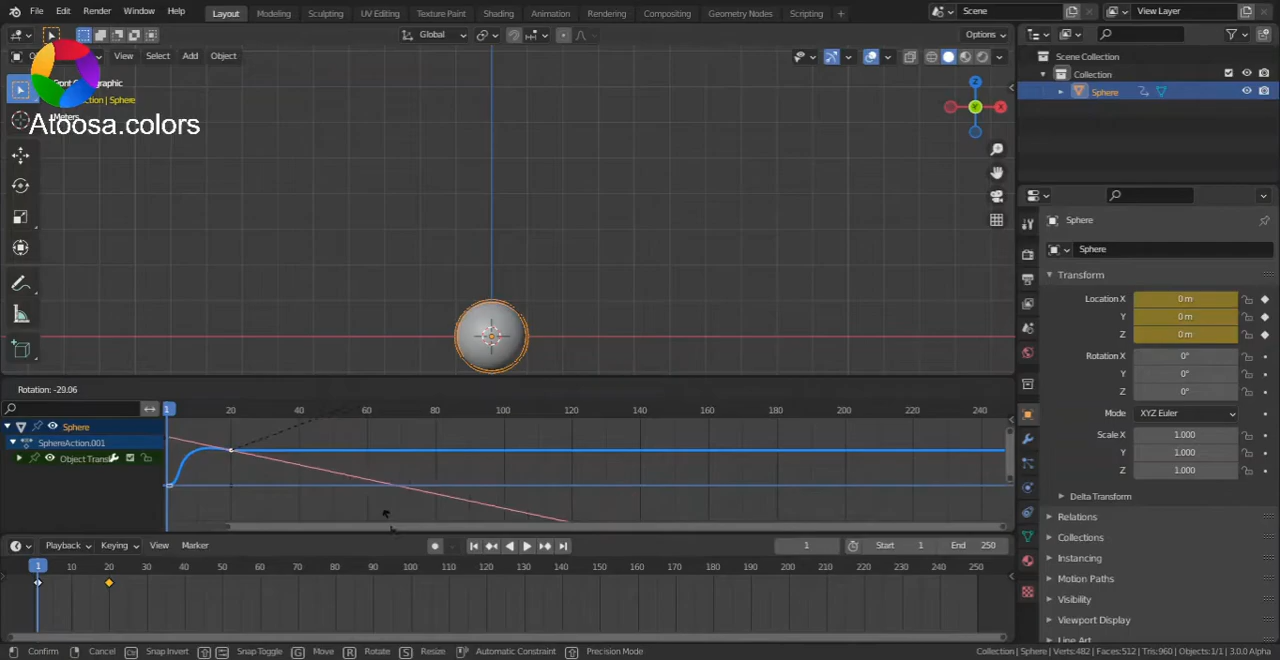 File Edit Render Window Help
Layout Modeling Sculpting UV Editing Texture Paint Shading Animation Rendering Compositing Geometry Nodes Scripting +
Scene
View Layer
Global
Options
View Select Add Object
Atoosa.colors
| Sphere
Z
Y
X
Scene Collection
Collection
Sphere
Sphere
Sphere
Transform
Location X 0 m
Y 0 m
Z 0 m
Rotation X 0°
Y 0°
Z 0°
Mode XYZ Euler
Scale X 1.000
Y 1.000
Z 1.000
Delta Transform
Relations
Collections
Instancing
Motion Paths
Visibility
Viewport Display
Line Art
Rotation: -29.06
1 20 40 60 80 100 120 140 160 180 200 220 240
Sphere
SphereAction.001
Object Trans
Playback Keying View Marker
1
Start 1
End 250
1 10 20 30 40 50 60 70 80 90 100 110 120 130 140 150 160 170 180 190 200 210 220 230 240 250
Confirm Cancel Ctrl Snap Invert Snap Toggle G Move R Rotate S Resize Automatic Constraint Precision Mode
Collection | Sphere | Verts:482 | Faces:512 | Tris:960 | Objects:1/1 | 3.0.0 Alpha